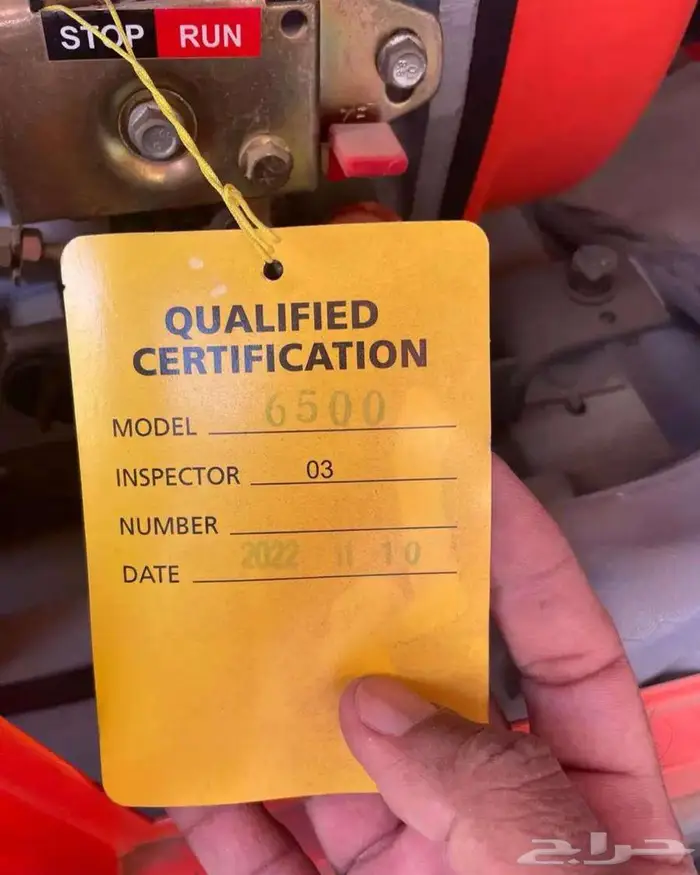 STOP RUN
QUALIFIED
CERTIFICATION
MODEL 6500
INSPECTOR 03
NUMBER
DATE 2022 11 10
حراج